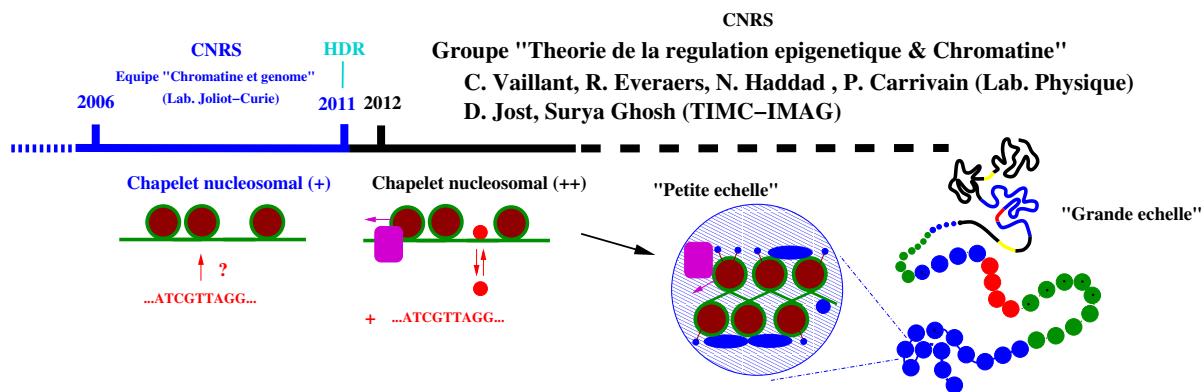 CNRS
CNRS
HDR
Groupe "Theorie de la regulation epigenetique & Chromatine"
Equipe "Chromatine et genome"
(Lab. Joliot−Curie)
C. Vaillant, R. Everaers, N. Haddad , P. Carrivain (Lab. Physique)
D. Jost, Surya Ghosh (TIMC−IMAG)
2006
2011
2012
Chapelet nucleosomal (+)
Chapelet nucleosomal (++)
"Petite echelle"
"Grande echelle"
?
...ATCGTTAGG...
+ ...ATCGTTAGG...